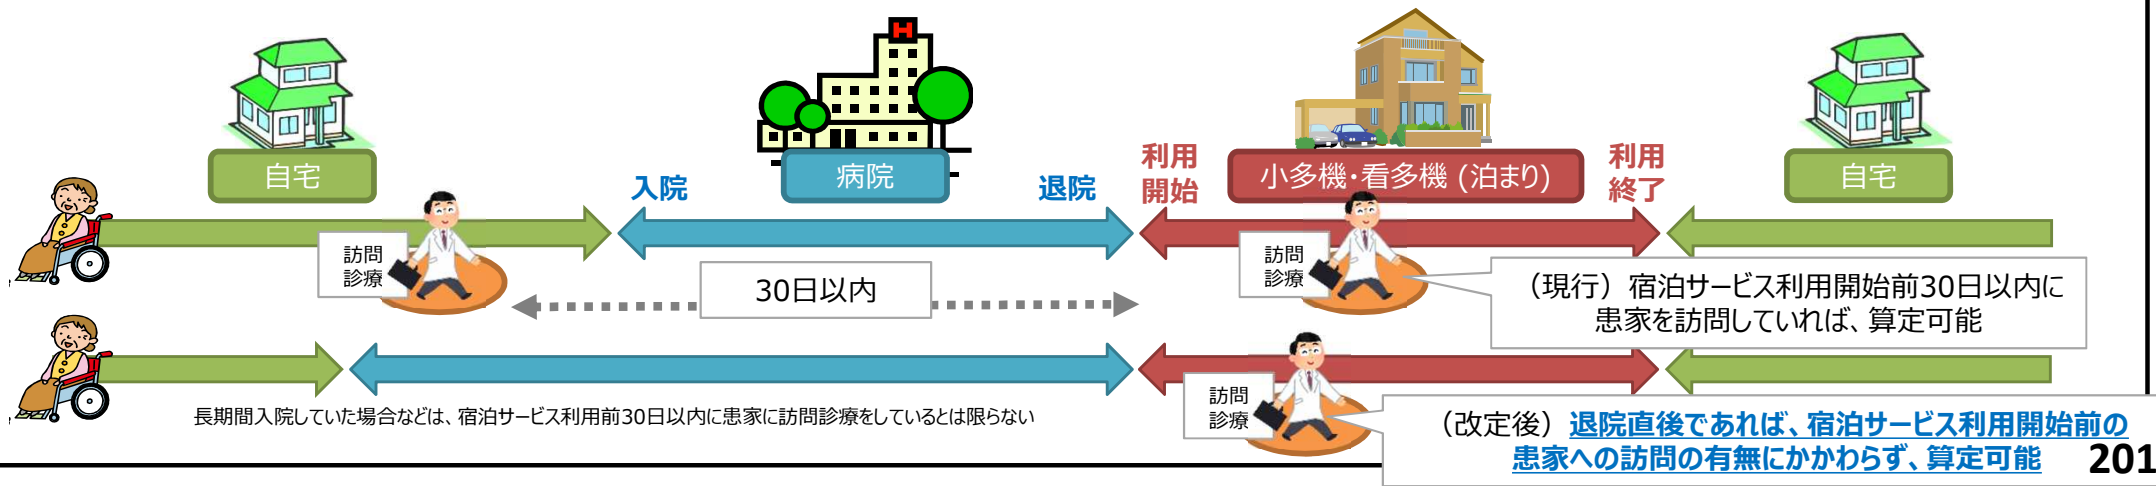 H
自宅
病院
小多機・看多機 (泊まり)
自宅
入院
退院
利用
開始
利用
終了
訪問
診療
30日以内
訪問
診療
（現行）宿泊サービス利用開始前30日以内に
患家を訪問していれば、算定可能
長期間入院していた場合などは、宿泊サービス利用前30日以内に患家に訪問診療をしているとは限らない
訪問
診療
（改定後）退院直後であれば、宿泊サービス利用開始前の
患家への訪問の有無にかかわらず、算定可能
201